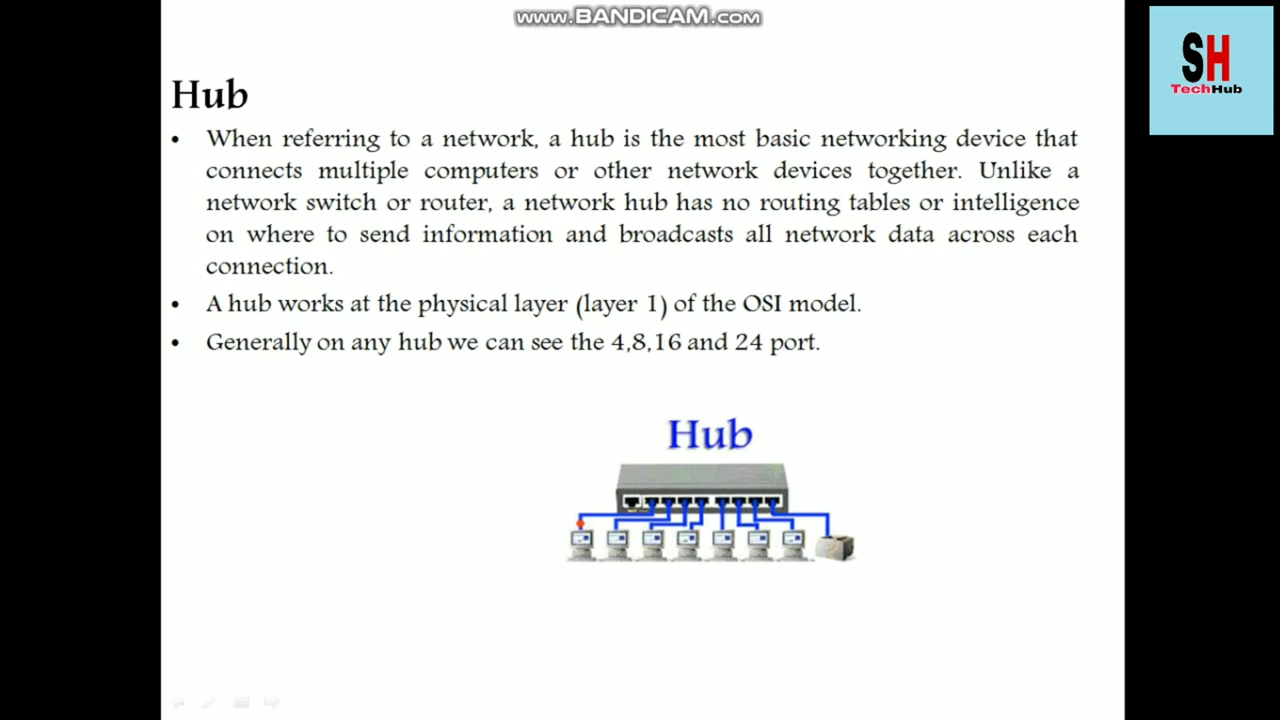 www.BANDICAM.com
SH
TechHub
Hub
• When referring to a network, a hub is the most basic networking device that
connects multiple computers or other network devices together. Unlike a
network switch or router, a network hub has no routing tables or intelligence
on where to send information and broadcasts all network data across each
connection.
• A hub works at the physical layer (layer 1) of the OSI model.
• Generally on any hub we can see the 4,8,16 and 24 port.
Hub